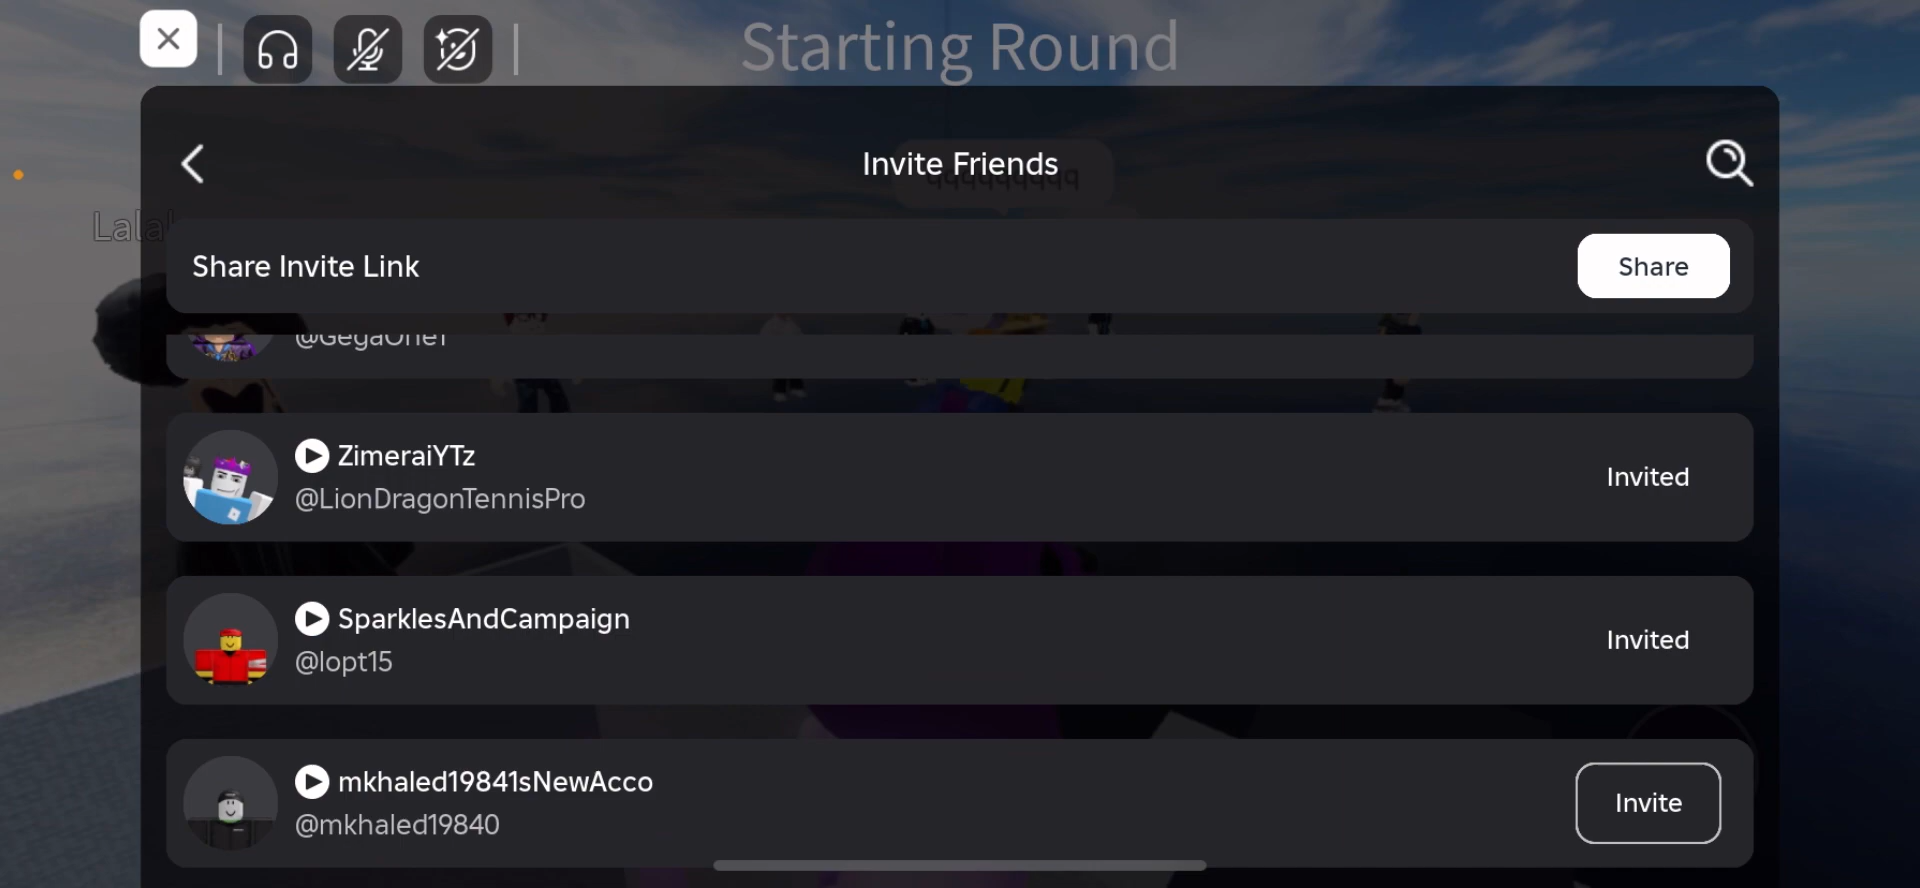 Starting Round
Invite Friends
Share Invite Link
Share
ZimeraiYTz
@LionDragonTennisPro
Invited
SparklesAndCampaign
@lopt15
Invited
mkhaled19841sNewAcco
@mkhaled19840
Invite